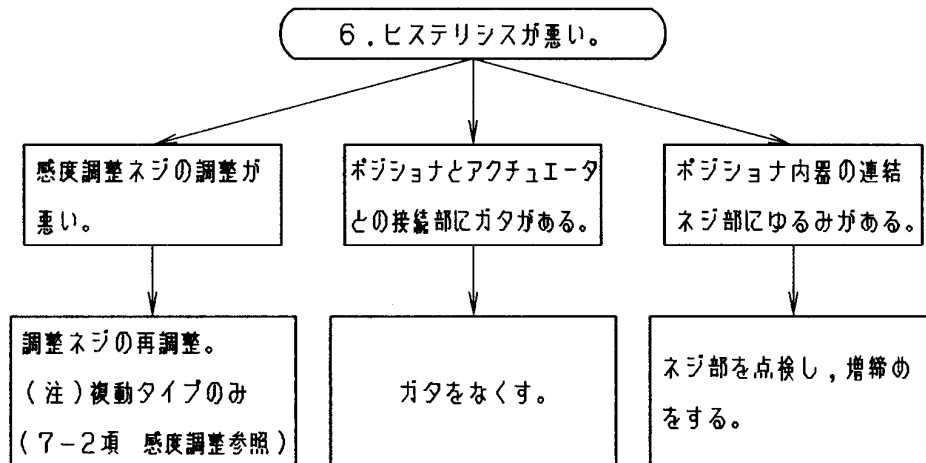 6.ヒステリシスが悪い。
感度調整ネジの調整が
悪い。
ポジショナとアクチュエータ
との接続部にガタがある。
ポジショナ内器の連結
ネジ部にゆるみがある。
調整ネジの再調整。
(注)複動タイプのみ
(7-2項 感度調整参照)
ガタをなくす。
ネジ部を点検し,増締め
をする。